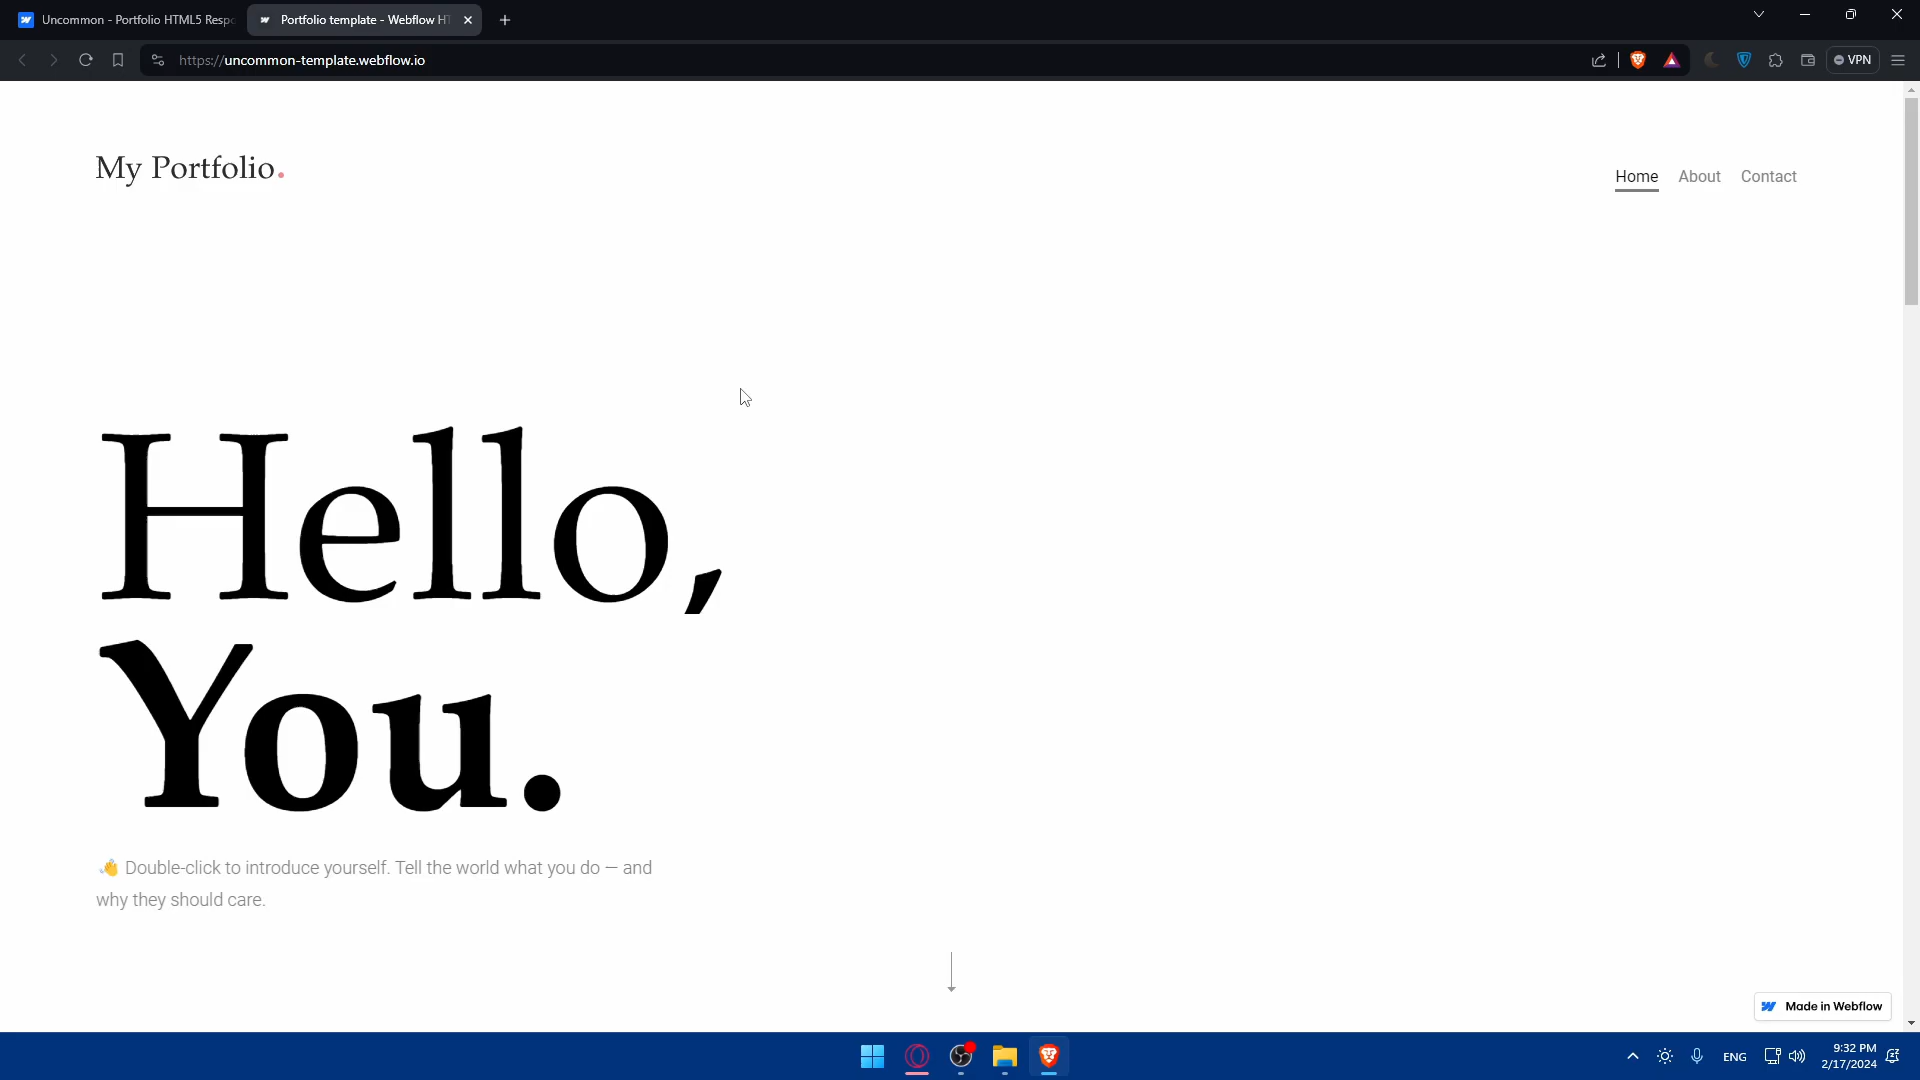 Uncommon - Portfolio HTML5 Respo
Portfolio template - Webflow HT
https://uncommon-template.webflow.io
VPN
My Portfolio.
Home
About
Contact
Hello,
You.
👋 Double-click to introduce yourself. Tell the world what you do — and
why they should care.
Made in Webflow
ENG
9:32 PM
2/17/2024